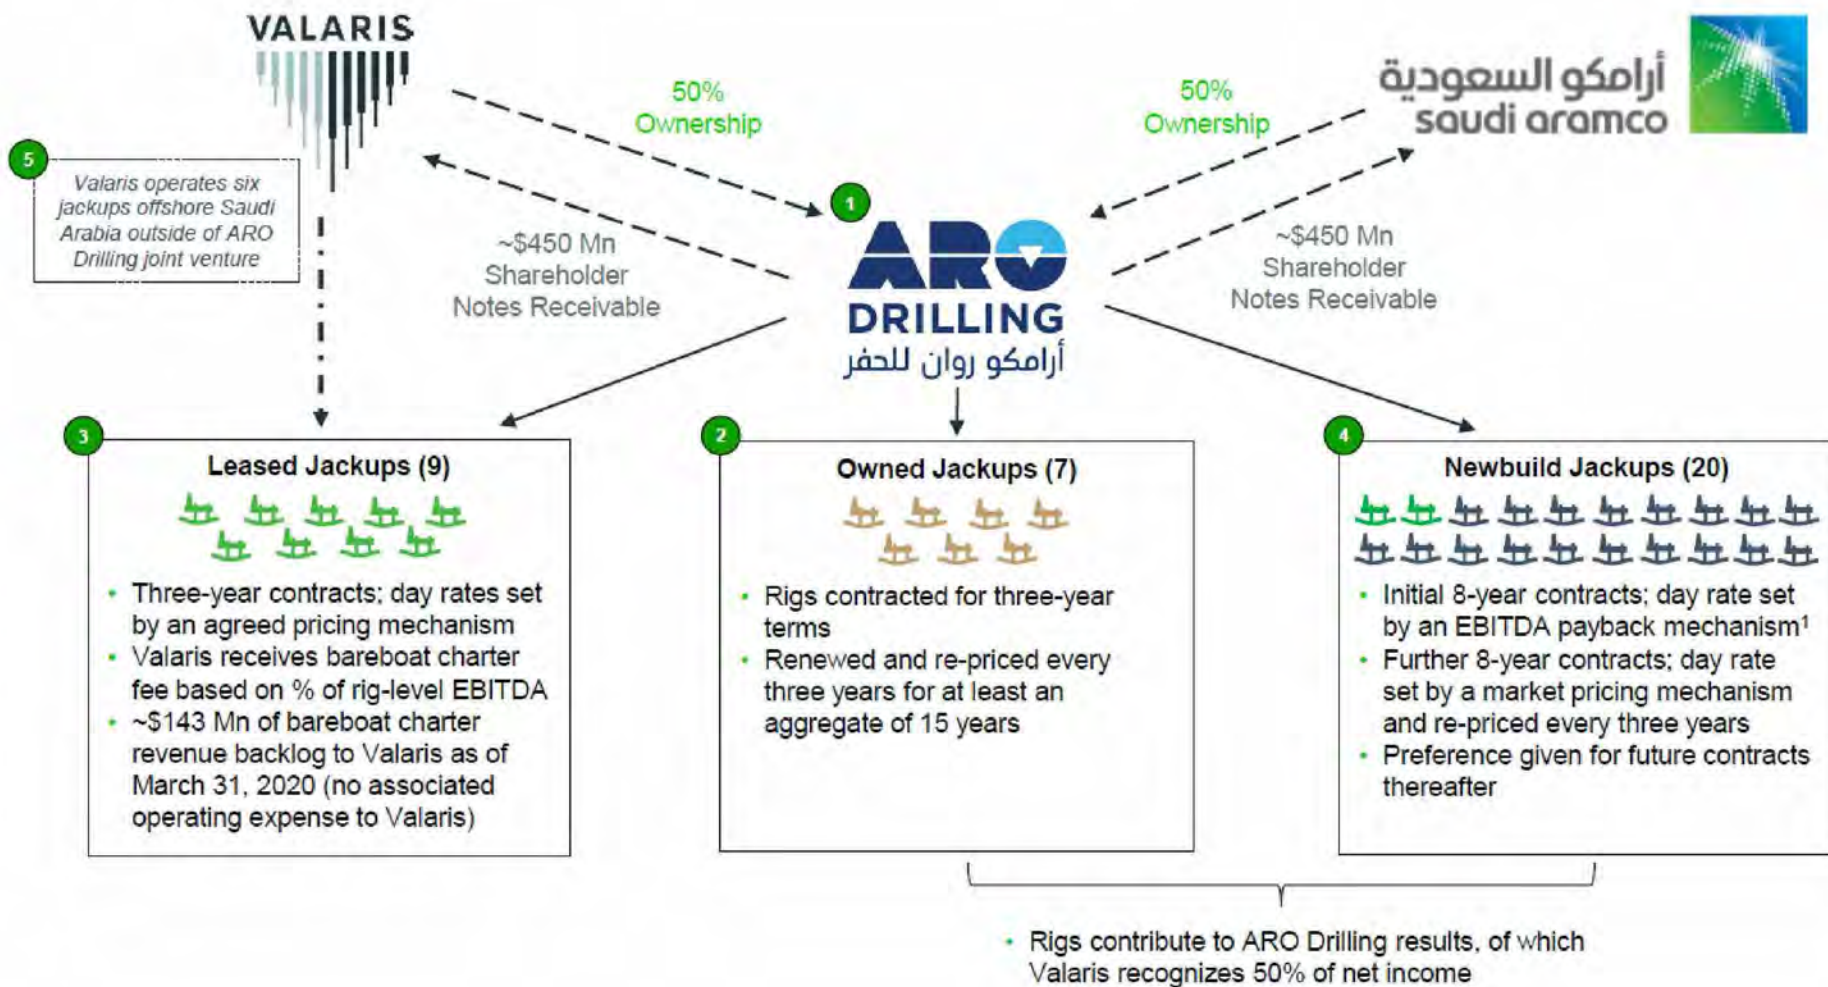 VALARIS
50%
Ownership
50%
Ownership
أرامكو السعودية
saudi aramco
5
Valaris operates six
jackups offshore Saudi
Arabia outside of ARO
Drilling joint venture
~$450 Mn
Shareholder
Notes Receivable
1
ARO
DRILLING
أرامكو روان للحفر
~$450 Mn
Shareholder
Notes Receivable
3
Leased Jackups (9)
• Three-year contracts; day rates set
by an agreed pricing mechanism
• Valaris receives bareboat charter
fee based on % of rig-level EBITDA
• ~$143 Mn of bareboat charter
revenue backlog to Valaris as of
March 31, 2020 (no associated
operating expense to Valaris)
2
Owned Jackups (7)
• Rigs contracted for three-year
terms
• Renewed and re-priced every
three years for at least an
aggregate of 15 years
4
Newbuild Jackups (20)
• Initial 8-year contracts; day rate set
by an EBITDA payback mechanism¹
• Further 8-year contracts; day rate
set by a market pricing mechanism
and re-priced every three years
• Preference given for future contracts
thereafter
• Rigs contribute to ARO Drilling results, of which
Valaris recognizes 50% of net income